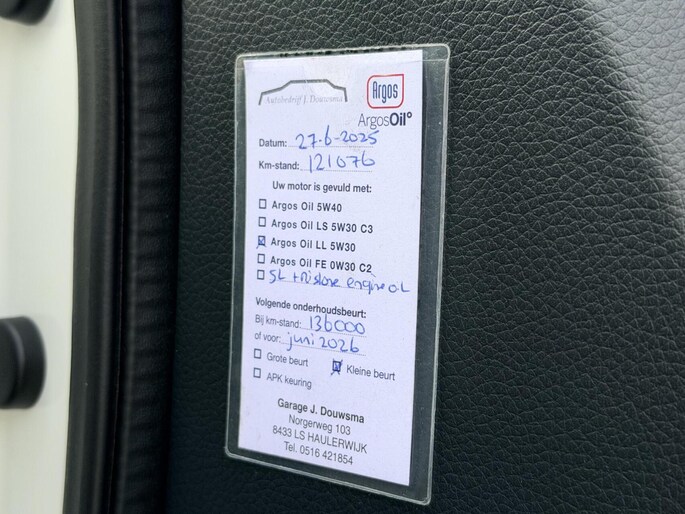 Autobedrijf J. Douwsma
Argos
ArgosOil°
Datum: 27-6-2025
Km-stand: 121076
Uw motor is gevuld met:
Argos Oil 5W40
Argos Oil LS 5W30 C3
Argos Oil LL 5W30
Argos Oil FE 0W30 C2
5L engine oil
Volgende onderhoudsbeurt:
Bij km-stand: 136000
of voor: juni 2026
Grote beurt
Kleine beurt
APK keuring
Garage J. Douwsma
Norgerweg 103
8433 LS HAULERWIJK
Tel. 0516 421854